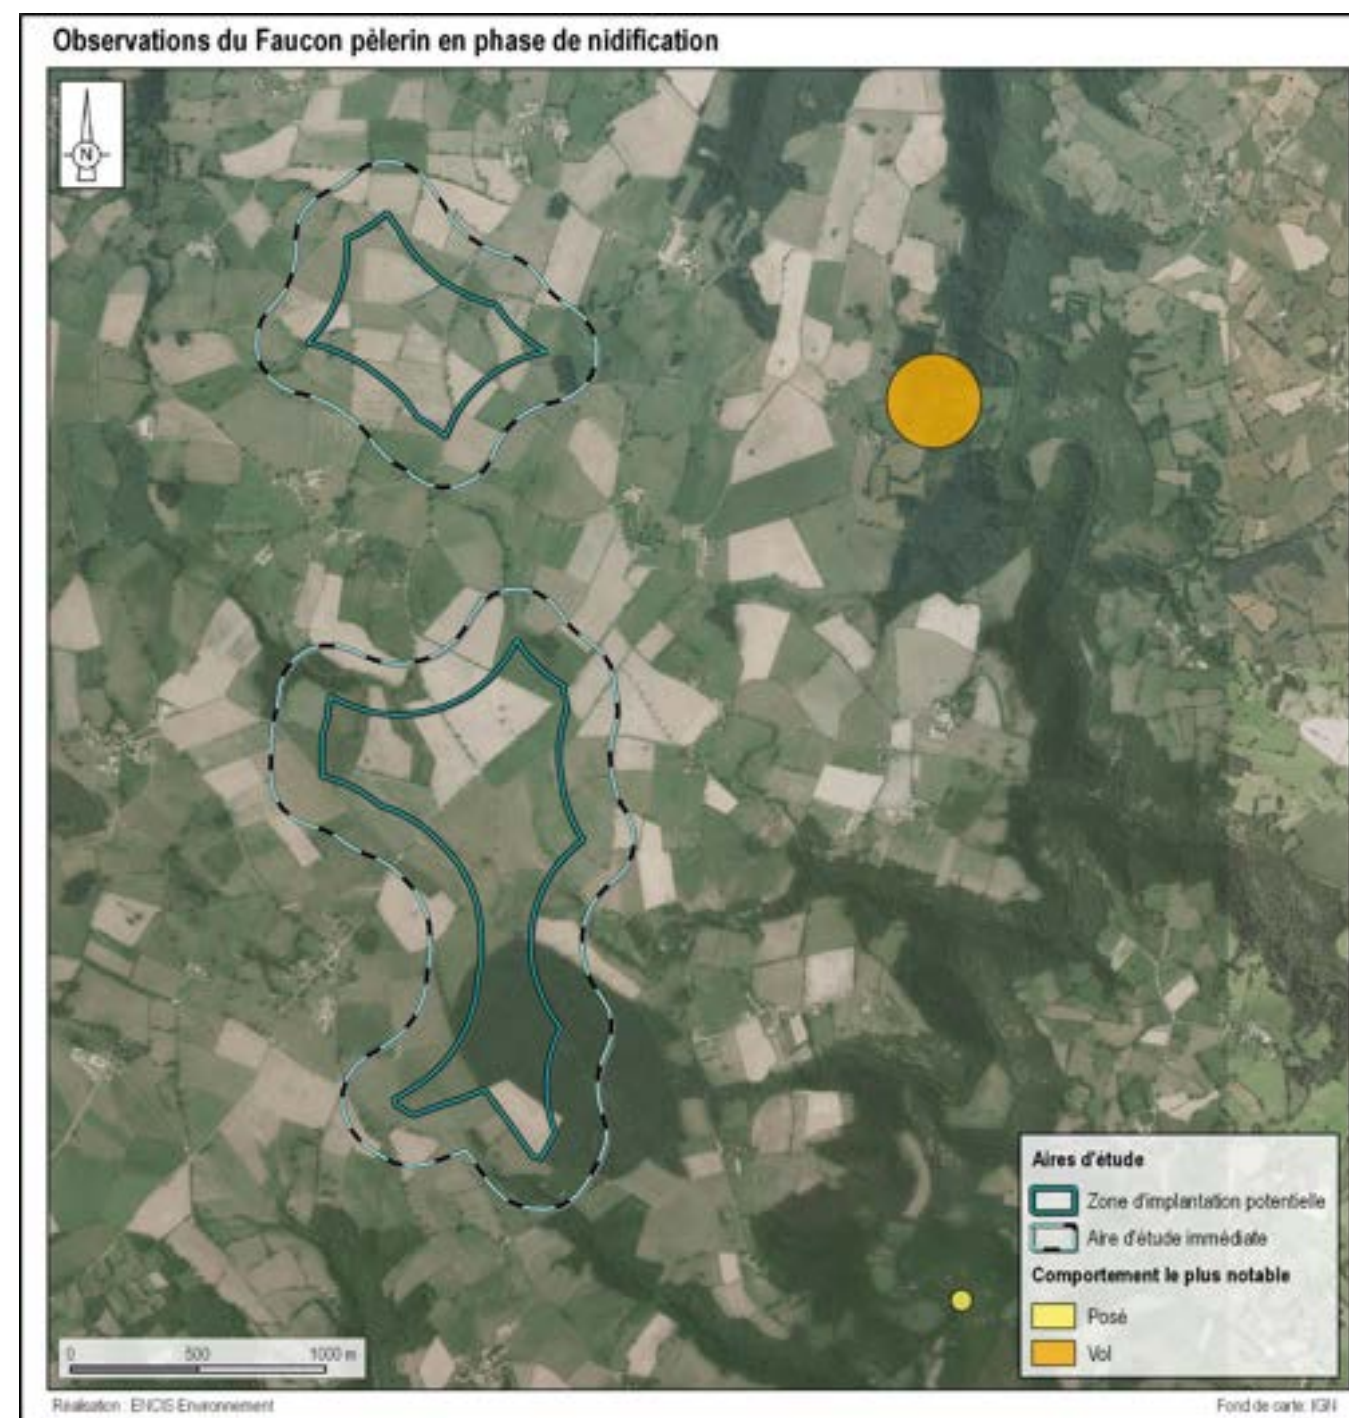 Observations du Faucon pèlerin en phase de nidification
N
Aires d'étude
Zone d'implantation potentielle
Aire d'étude immédiate
Comportement le plus notable
Posé
Vol
0 500 1000 m
Réalisation : ENCIS Environnement
Fond de carte: IGN